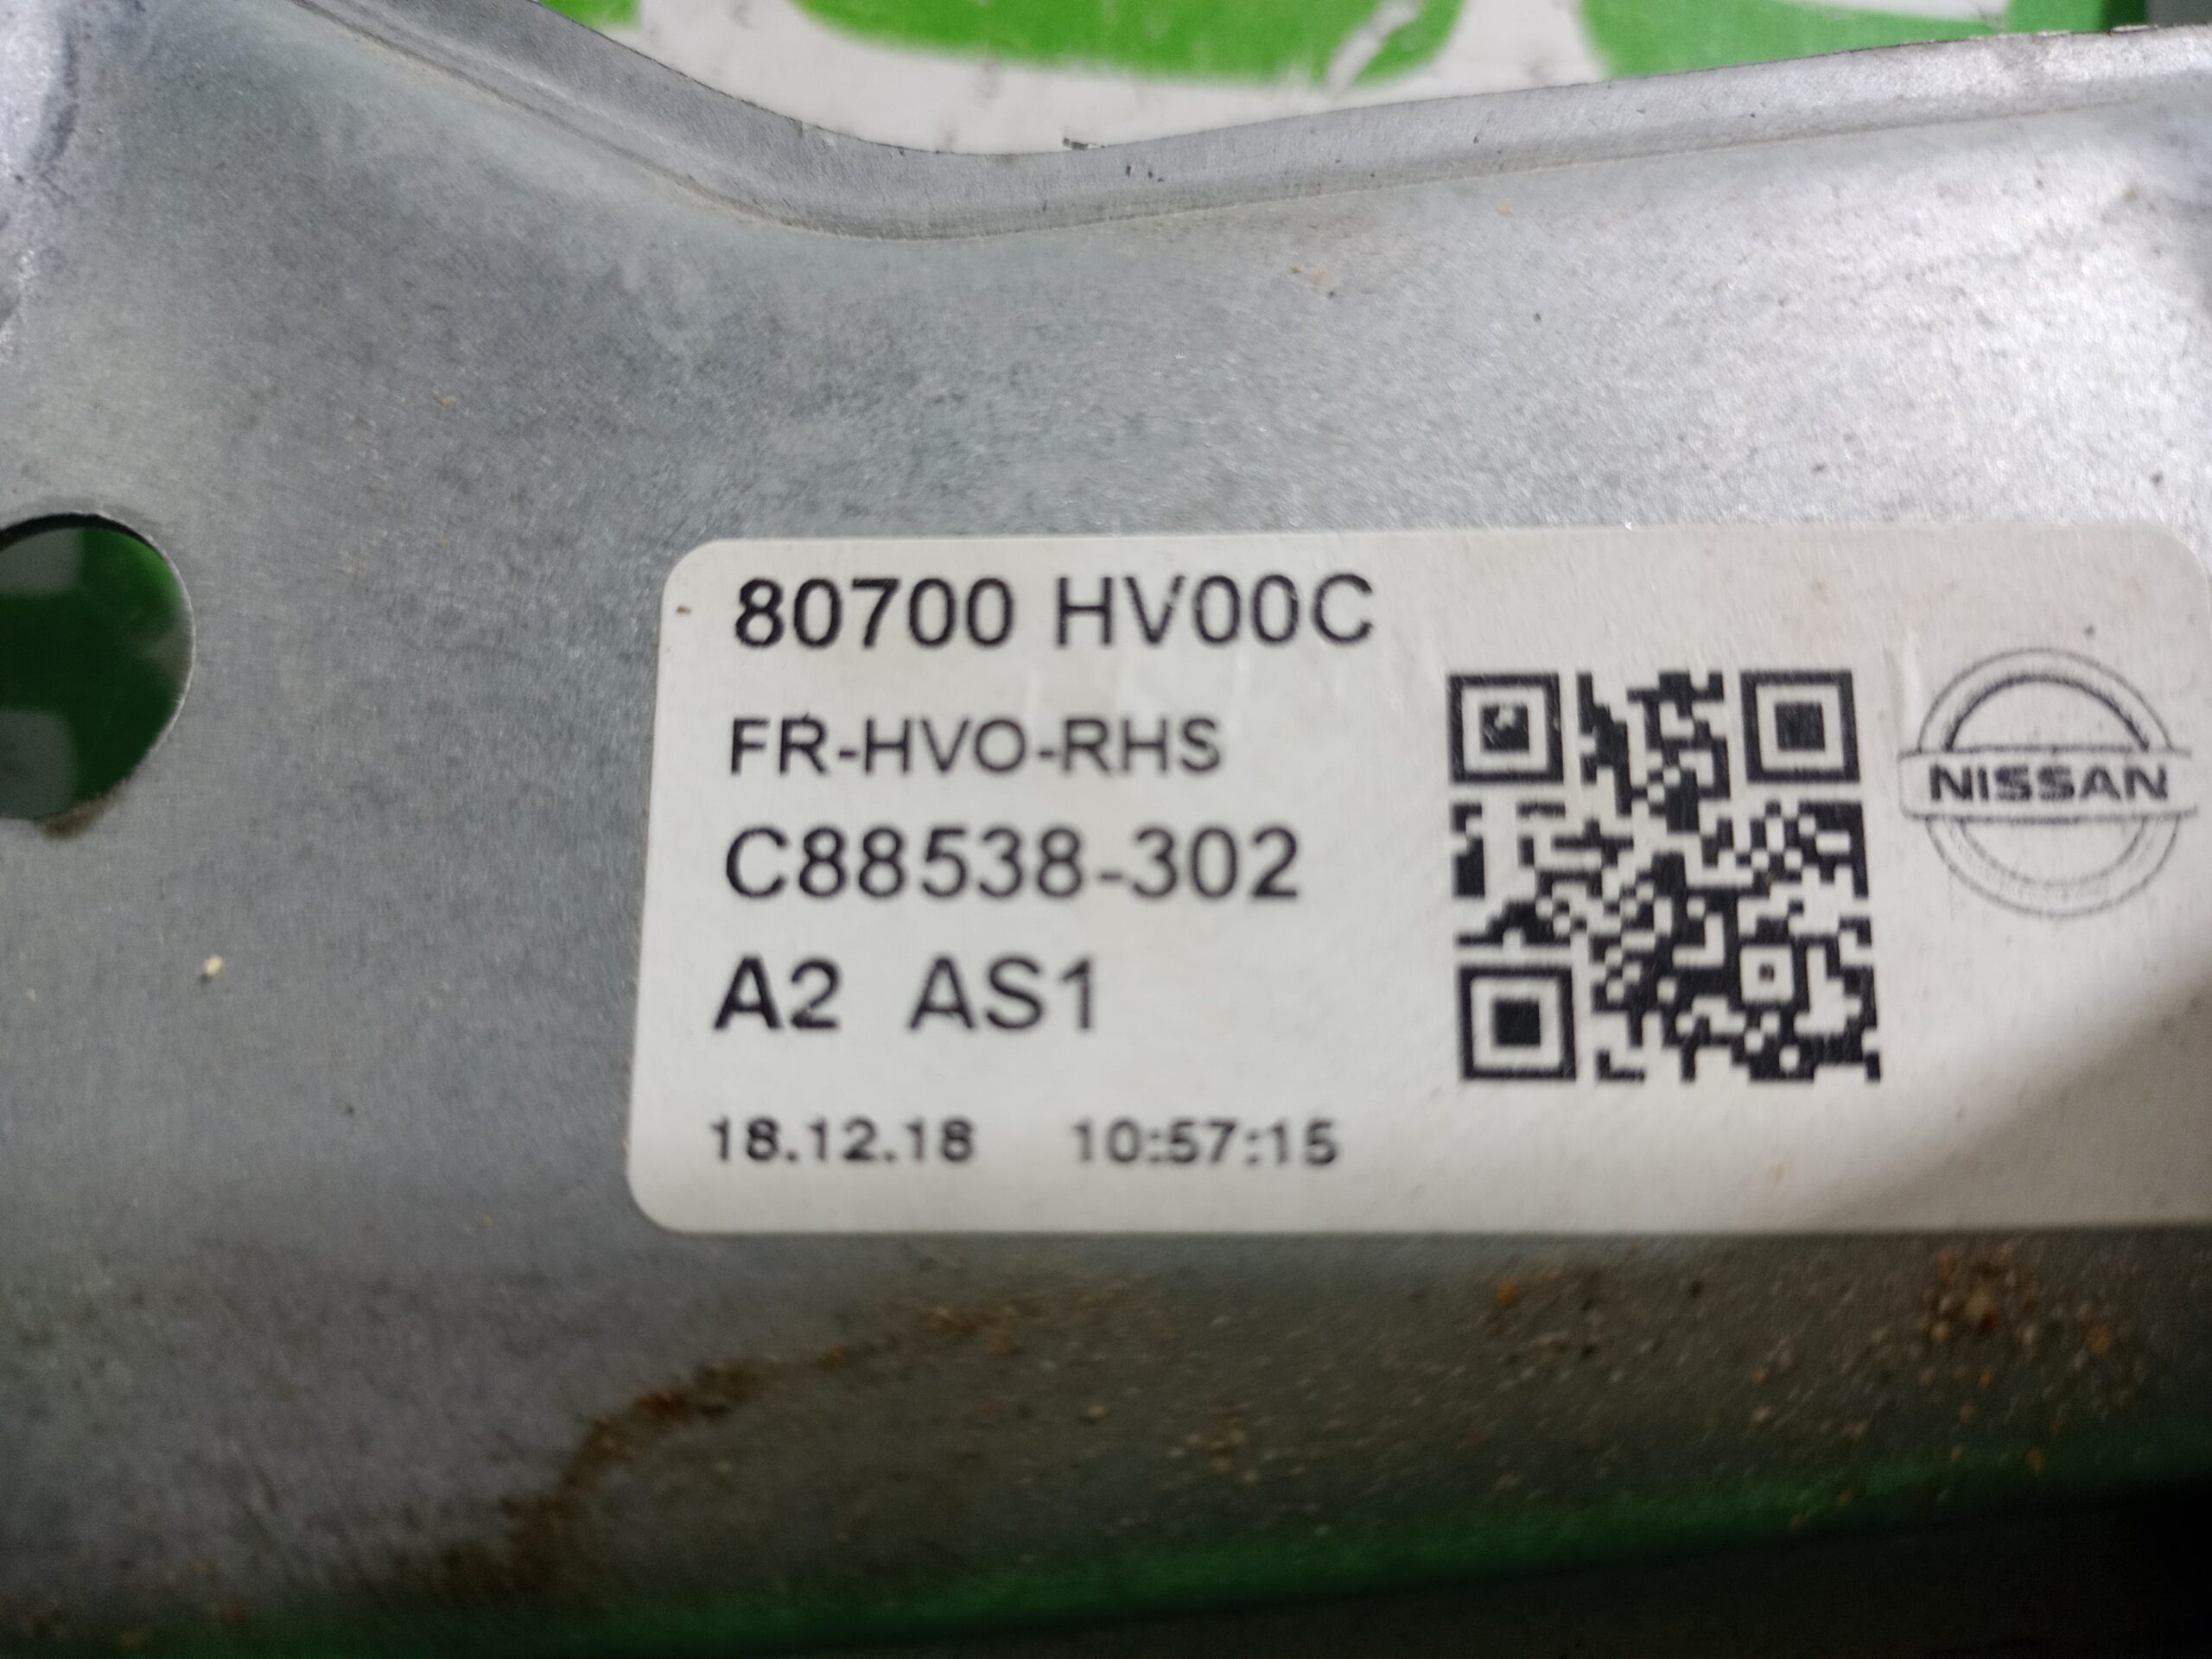 80700 HV00C
FR-HVO-RHS
C88538-302
A2 AS1
18.12.18 10:57:15
NISSAN